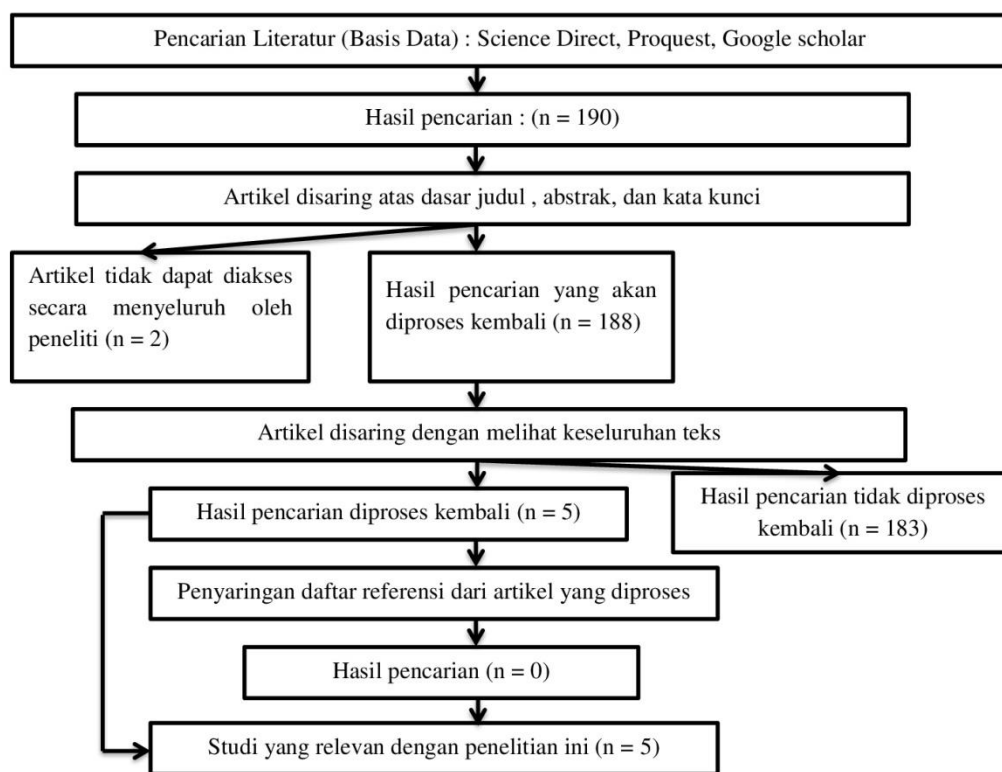 Pencarian Literatur (Basis Data) : Science Direct, Proquest, Google scholar
Hasil pencarian : (n = 190)
Artikel disaring atas dasar judul , abstrak, dan kata kunci
Artikel tidak dapat diakses
secara menyeluruh oleh
peneliti (n = 2)
Hasil pencarian yang akan
diproses kembali (n = 188)
Artikel disaring dengan melihat keseluruhan teks
Hasil pencarian diproses kembali (n = 5)
Hasil pencarian tidak diproses
kembali (n = 183)
Penyaringan daftar referensi dari artikel yang diproses
Hasil pencarian (n = 0)
Studi yang relevan dengan penelitian ini (n = 5)